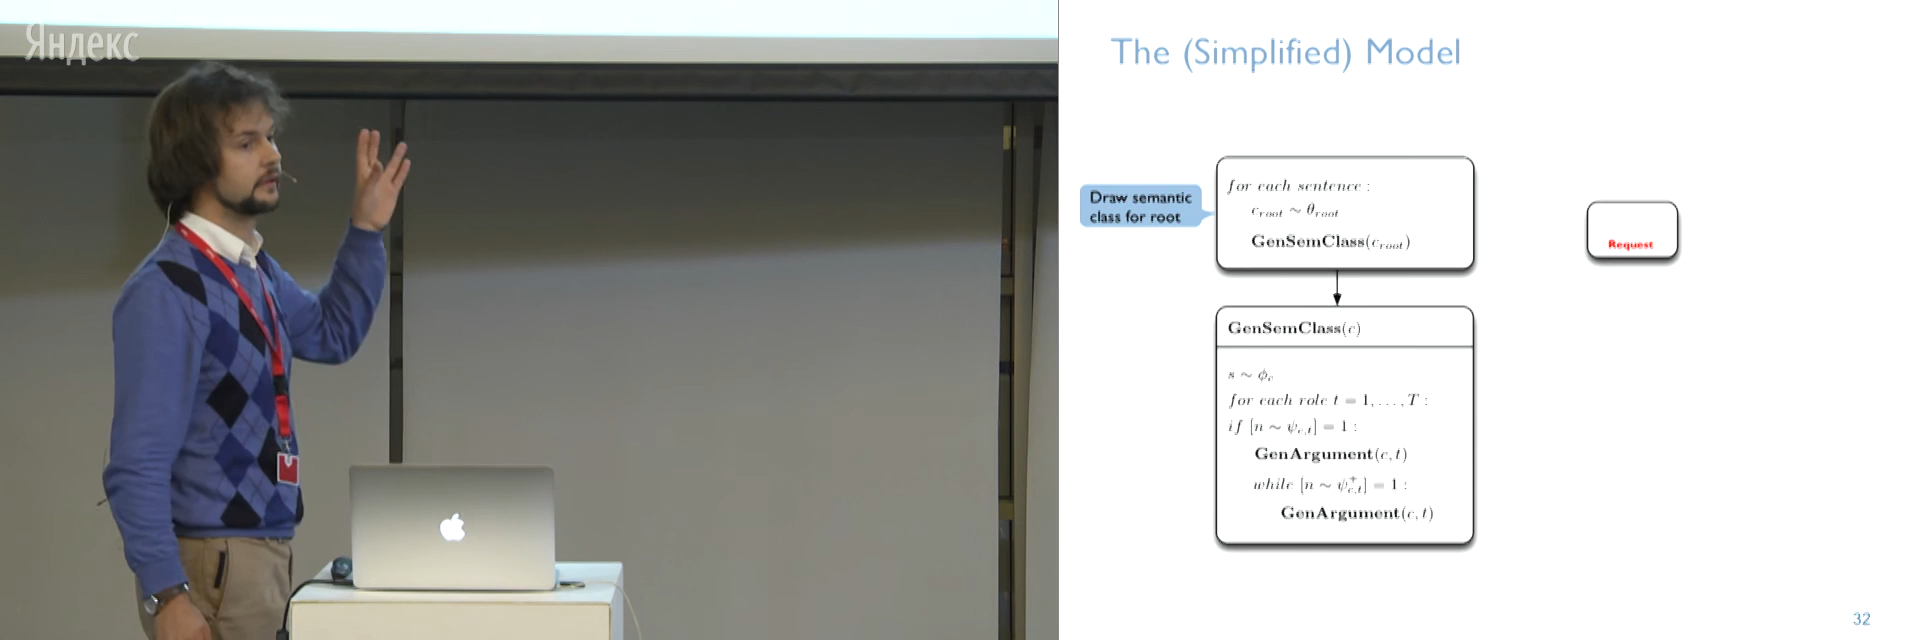 Яндекс
The (Simplified) Model
Draw semantic
class for root
for each sentence :
c_root ~ θ_root
GenSemClass(c_root)
Request
GenSemClass(c)
s ~ ϕ_c
for each role t = 1, . . . , T :
if [n ~ ψ_c,t] = 1 :
GenArgument(c, t)
while [n ~ ψ⁺_c,t] = 1 :
GenArgument(c, t)
32